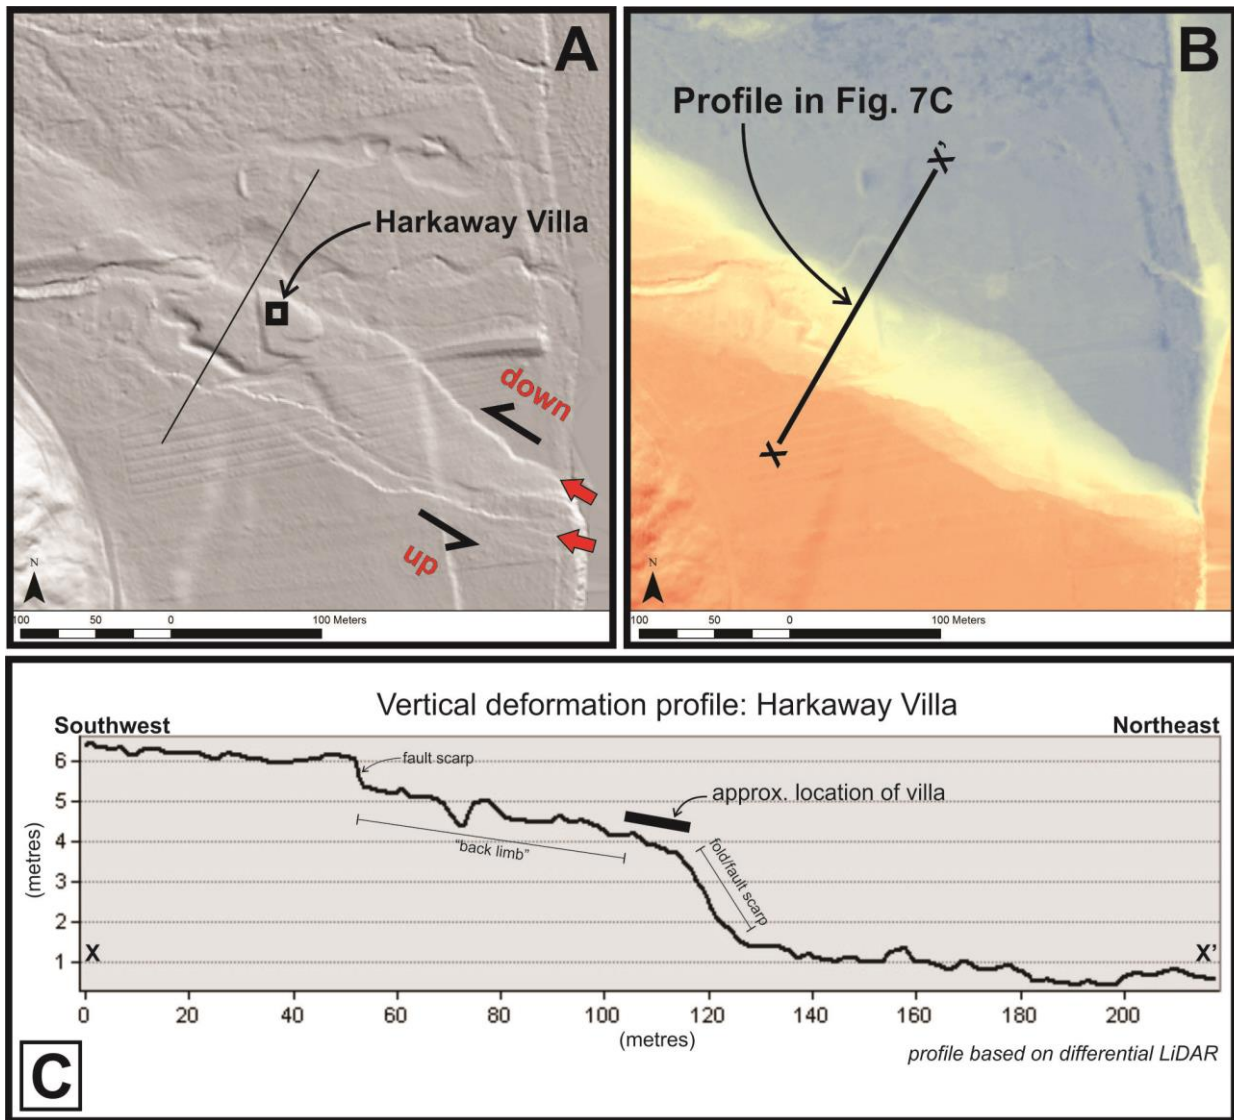 A
Harkaway Villa
down
up
N
100 50 0 100 Meters
B
Profile in Fig. 7C
X'
X
N
100 50 0 100 Meters
Vertical deformation profile: Harkaway Villa
Southwest
Northeast
fault scarp
approx. location of villa
"back limb"
fold/fault scarp
(metres)
6
5
4
3
2
1
X
X'
0 20 40 60 80 100 120 140 160 180 200
(metres)
profile based on differential LiDAR
C